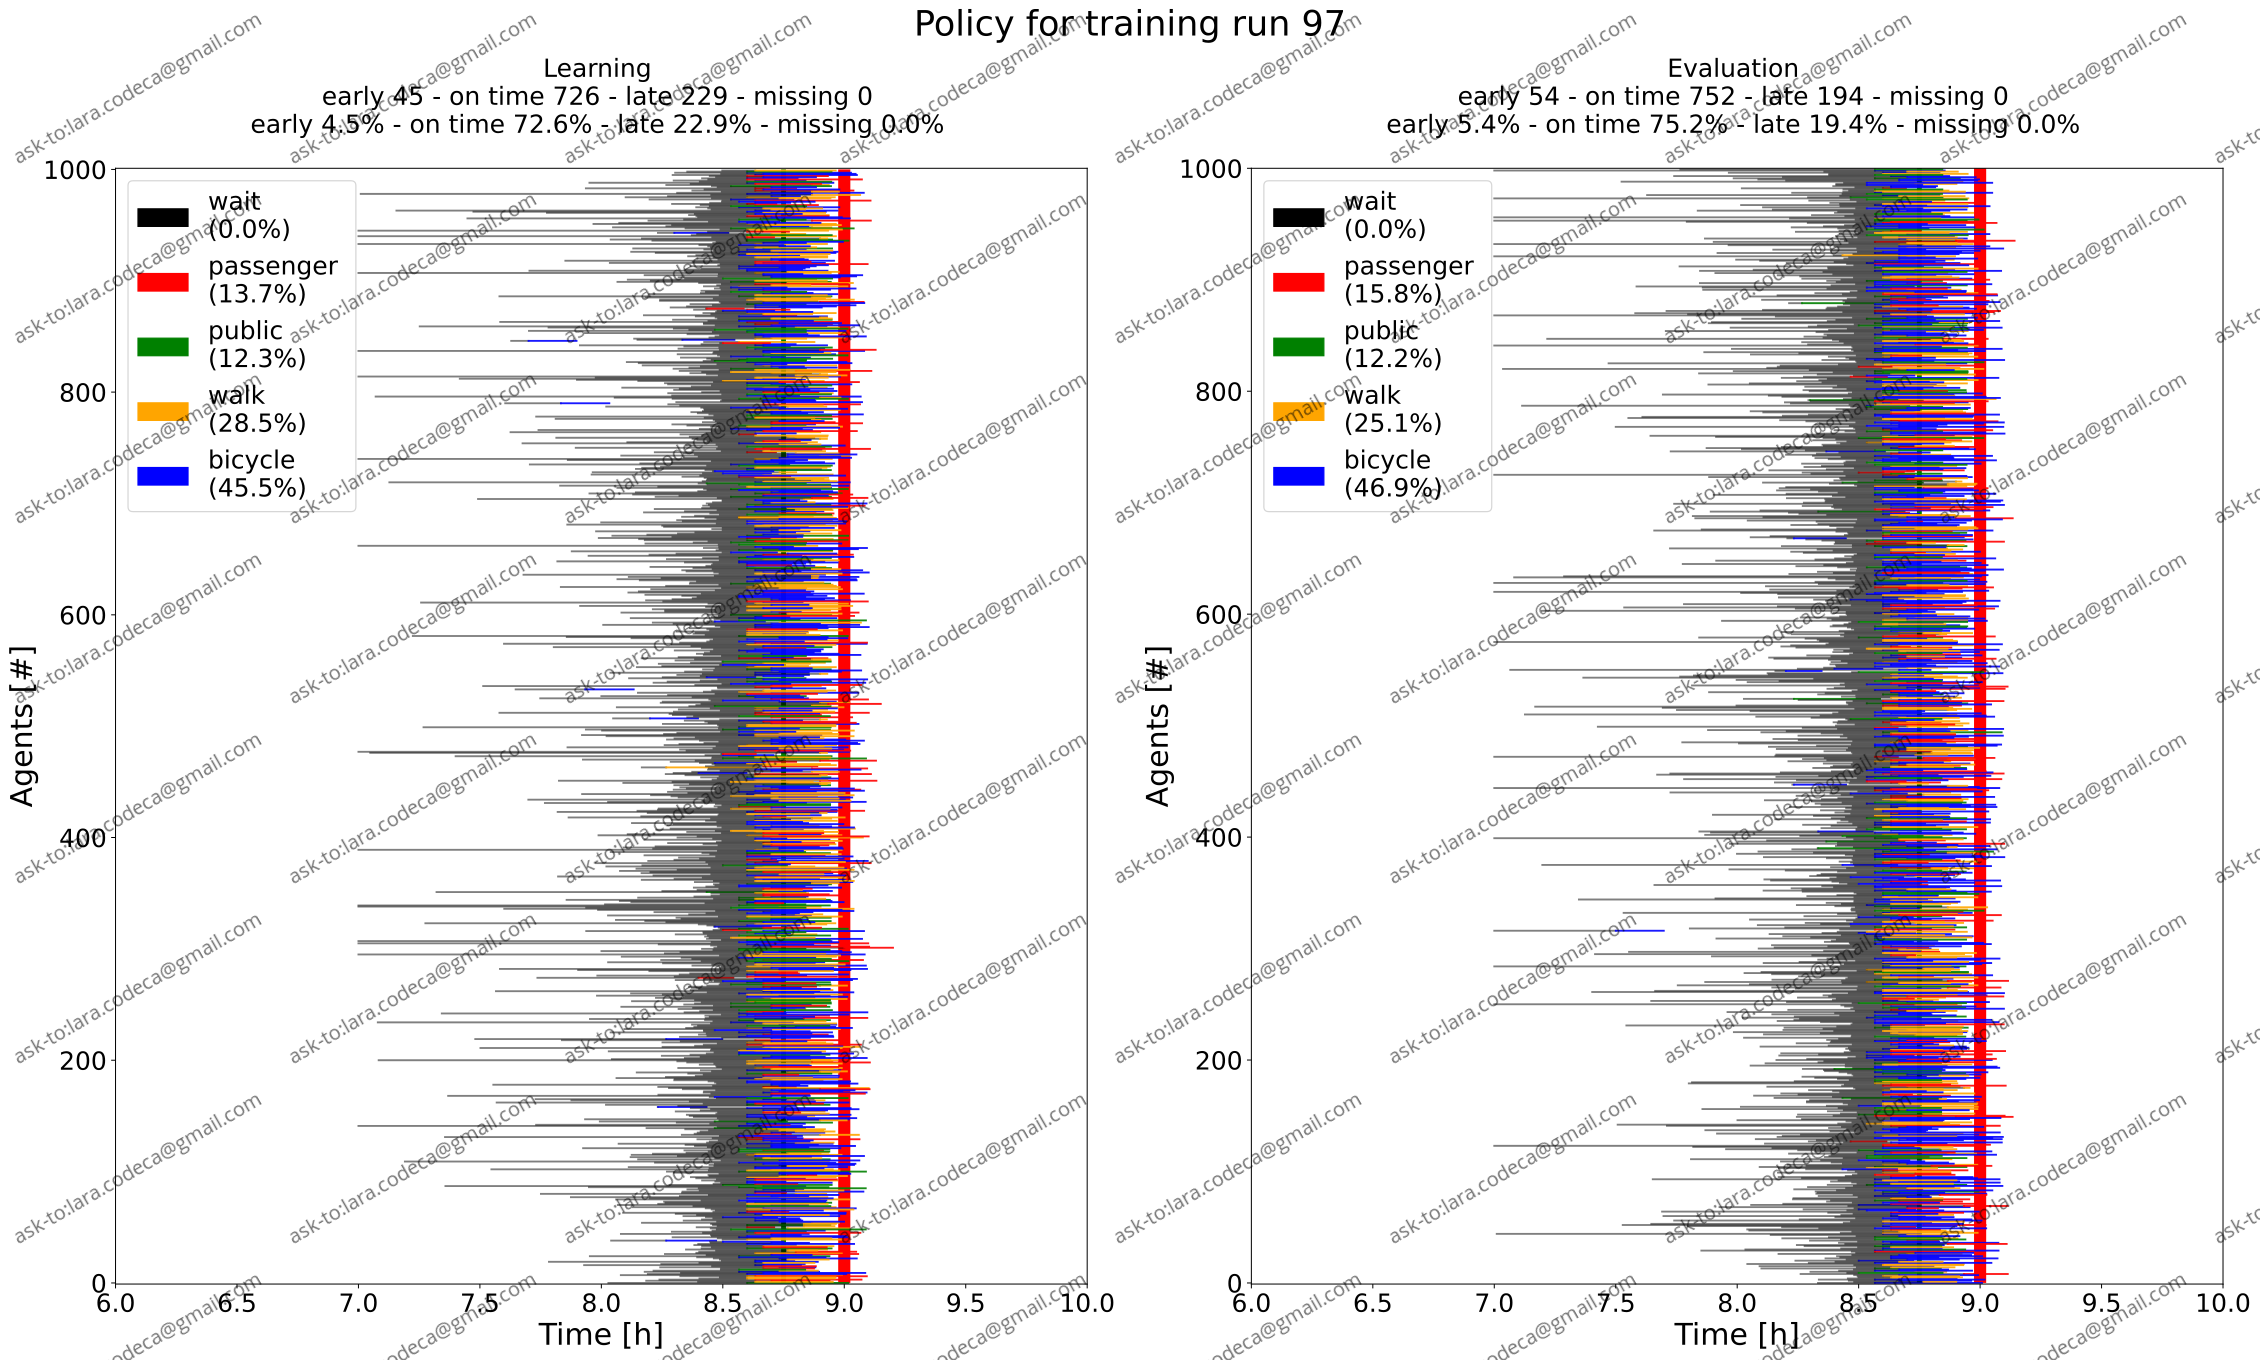 Policy for training run 97
Learning
early 45 - on time 726 - late 229 - missing 0
early 4.5% - on time 72.6% - late 22.9% - missing 0.0%
1000
800
600
400
200
0
Agents [#]
wait
(0.0%)
passenger
(13.7%)
public
(12.3%)
walk
(28.5%)
bicycle
(45.5%)
6.0 6.5 7.0 7.5 8.0 8.5 9.0 9.5 10.0
Time [h]
Evaluation
early 54 - on time 752 - late 194 - missing 0
early 5.4% - on time 75.2% - late 19.4% - missing 0.0%
1000
800
600
400
200
0
Agents [#]
wait
(0.0%)
passenger
(15.8%)
public
(12.2%)
walk
(25.1%)
bicycle
(46.9%)
6.0 6.5 7.0 7.5 8.0 8.5 9.0 9.5 10.0
Time [h]
ask-to:lara.codeca@gmail.com